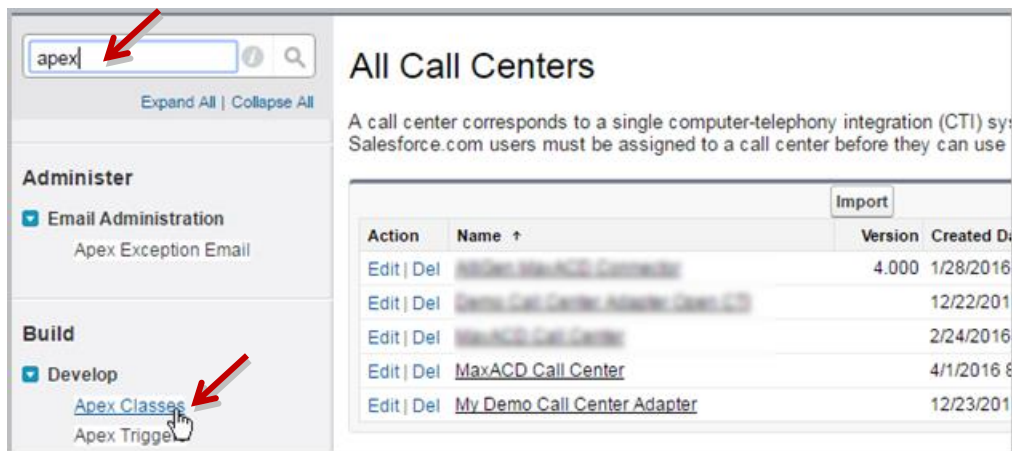 apex
Expand All | Collapse All
Administer
Email Administration
Apex Exception Email
Build
Develop
Apex Classes
Apex Trigge
All Call Centers
A call center corresponds to a single computer-telephony integration (CTI) sy
Salesforce.com users must be assigned to a call center before they can use
Import
Action Name ↑ Version Created Da
Edit | Del 4.000 1/28/2016
Edit | Del 12/22/201
Edit | Del 2/24/2016
Edit | Del MaxACD Call Center 4/1/2016 8
Edit | Del My Demo Call Center Adapter 12/23/201